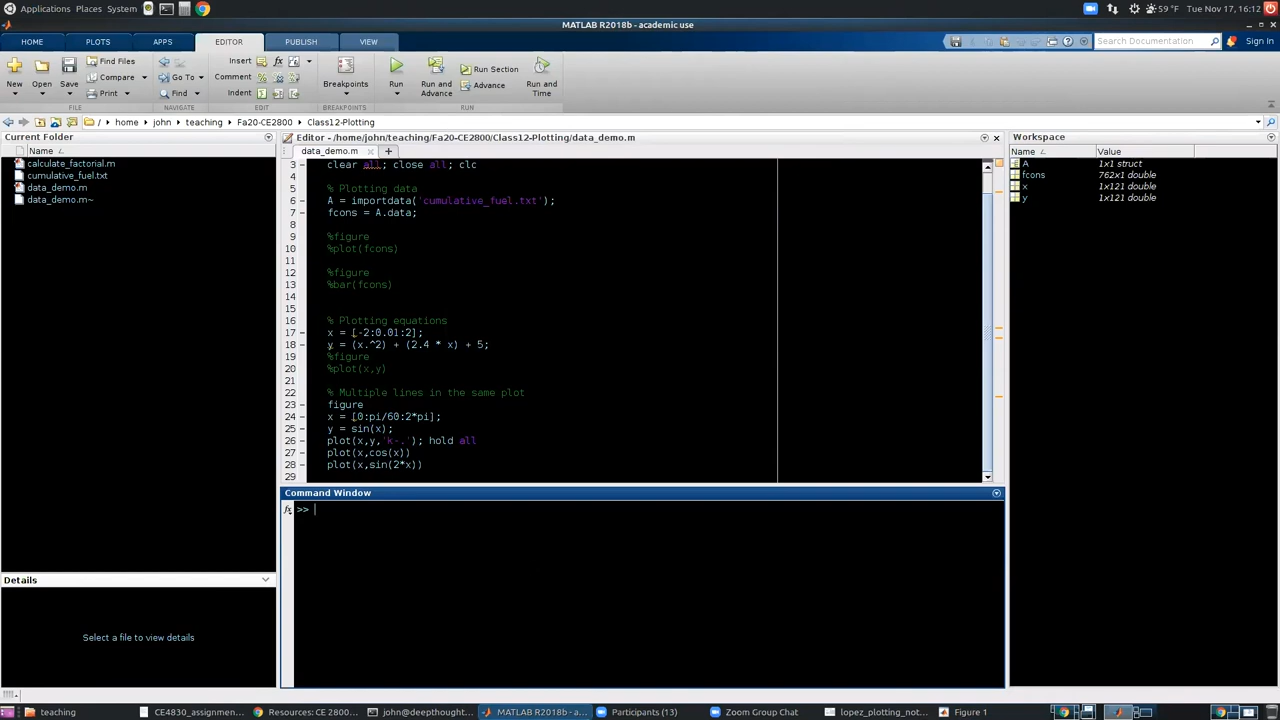 Applications Places System
59 °F Tue Nov 17, 16:12
MATLAB R2018b - academic use
HOME PLOTS APPS EDITOR PUBLISH VIEW
Search Documentation
Sign In
New Open Save
Find Files
Compare
Print
Go To
Find
Insert
Comment
Indent
Breakpoints
Run Run and Advance
Run Section
Advance
Run and Time
FILE NAVIGATE EDIT BREAKPOINTS RUN
/ home john teaching Fa20-CE2800 Class12-Plotting
Current Folder
Name
calculate_factorial.m
cumulative_fuel.txt
data_demo.m
data_demo.m~
Details
Select a file to view details
Editor - /home/john/teaching/Fa20-CE2800/Class12-Plotting/data_demo.m
data_demo.m
3 clear all; close all; clc
4
5 % Plotting data
6 A = importdata('cumulative_fuel.txt');
7 fcons = A.data;
8
9 %figure
10 %plot(fcons)
11
12 %figure
13 %bar(fcons)
14
15
16 % Plotting equations
17 x = [-2:0.01:2];
18 y = (x.^2) + (2.4 * x) + 5;
19 %figure
20 %plot(x,y)
21
22 % Multiple lines in the same plot
23 figure
24 x = [0:pi/60:2*pi];
25 y = sin(x);
26 plot(x,y,'k-.'); hold all
27 plot(x,cos(x))
28 plot(x,sin(2*x))
29
Command Window
fx >>
Workspace
Name Value
A 1x1 struct
fcons 762x1 double
x 1x121 double
y 1x121 double
teaching
CE4830_assignmen...
Resources: CE 2800...
john@deepthought...
MATLAB R2018b - a...
Participants (13)
Zoom Group Chat
lopez_plotting_not...
Figure 1